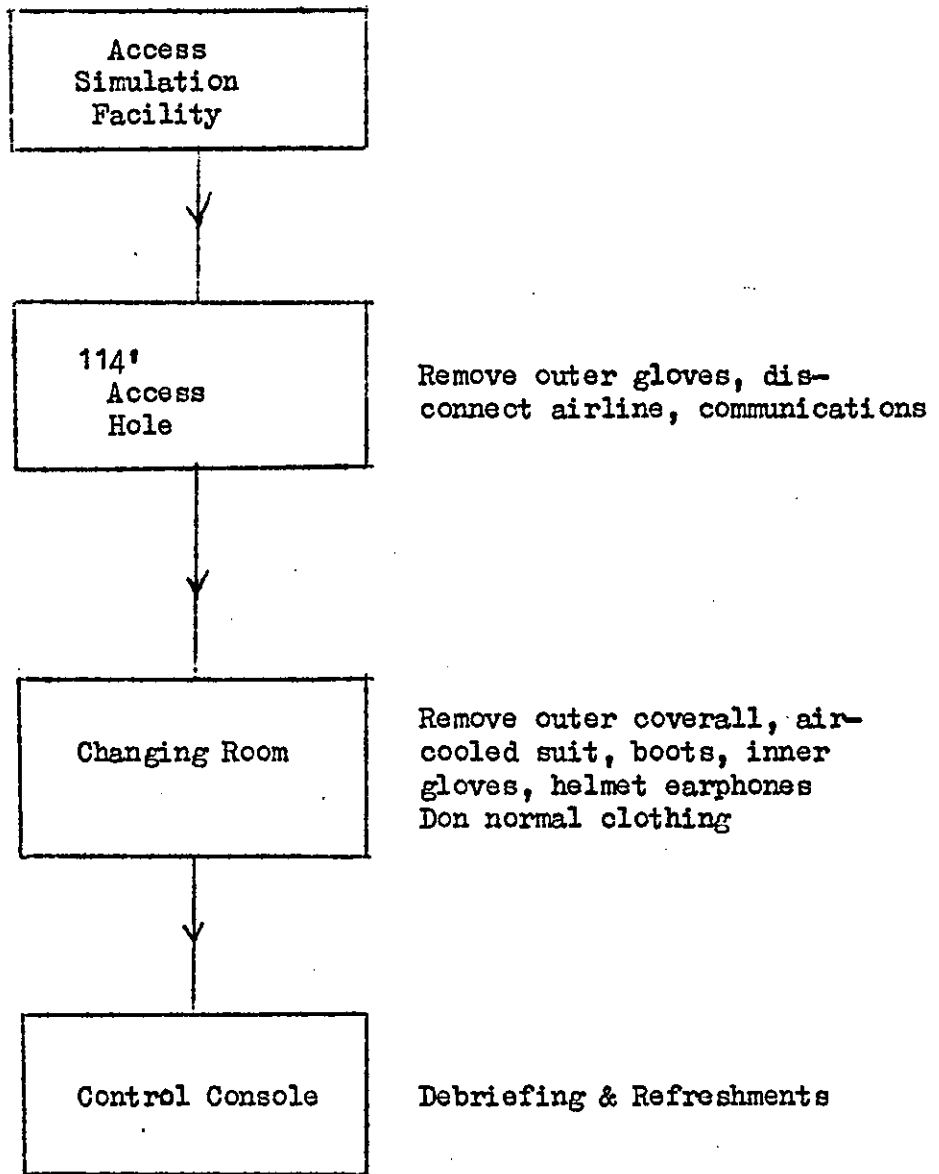 Access
Simulation
Facility
114'
Access
Hole
Remove outer gloves, dis-
connect airline, communications
Changing Room
Remove outer coverall, air-
cooled suit, boots, inner
gloves, helmet earphones
Don normal clothing
Control Console
Debriefing & Refreshments